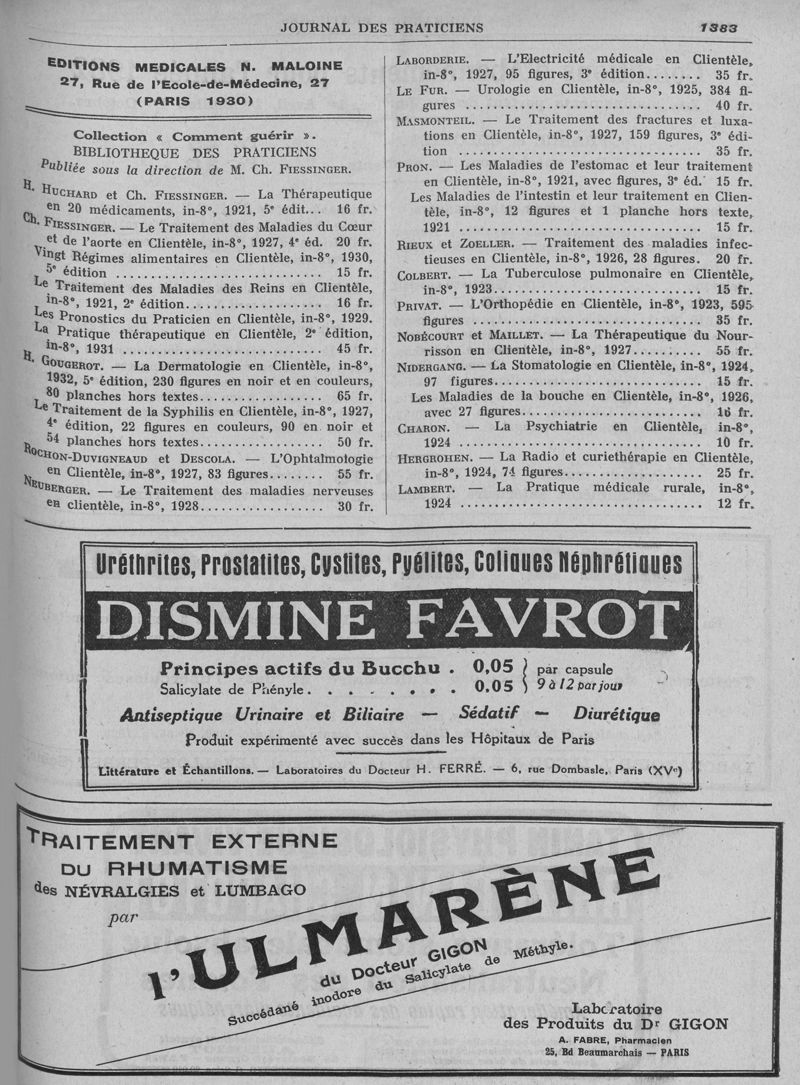 JOURNAL DES PRATICIENS
1383
EDITIONS MEDICALES N. MALOINE
27, Rue de l'Ecole-de-Médecine, 27
(PARIS 1930)
Collection « Comment guérir ».
BIBLIOTHEQUE DES PRATICIENS
Publiée sous la direction de M. Ch. FIESSINGER.
H. HUCHARD et Ch. FIESSINGER. — La Thérapeutique
en 20 médicaments, in-8°, 1921, 5e édit... 16 fr.
Ch. FIESSINGER. — Le Traitement des Maladies du Cœur
et de l'aorte en Clientèle, in-8°, 1927, 4e éd. 20 fr.
Vingt Régimes alimentaires en Clientèle, in-8°, 1930,
5e édition .............................. 15 fr.
Le Traitement des Maladies des Reins en Clientèle,
in-8°, 1921, 2e édition.................... 16 fr.
Les Pronostics du Praticien en Clientèle, in-8°, 1929.
La Pratique thérapeutique en Clientèle, 2e édition,
in-8°, 1931 ............................. 45 fr.
H. GOUGEROT. — La Dermatologie en Clientèle, in-8°,
1932, 5e édition, 230 figures en noir et en couleurs,
80 planches hors textes.................. 65 fr.
Le Traitement de la Syphilis en Clientèle, in-8°, 1927,
4e édition, 22 figures en couleurs, 90 en noir et
54 planches hors textes.................. 50 fr.
ROCHON-DUVIGNEAUD et DESCOLA. — L'Ophtalmologie
en Clientèle, in-8°, 1927, 83 figures........ 55 fr.
NEUBERGER. — Le Traitement des maladies nerveuses
en clientèle, in-8°, 1928.................. 30 fr.
LABORDERIE. — L'Electricité médicale en Clientèle,
in-8°, 1927, 95 figures, 3e édition........ 35 fr.
LE FUR. — Urologie en Clientèle, in-8°, 1925, 384 fi-
gures .................................. 40 fr.
MASMONTEIL. — Le Traitement des fractures et luxa-
tions en Clientèle, in-8°, 1927, 159 figures, 3e édi-
tion ................................... 35 fr.
PRON. — Les Maladies de l'estomac et leur traitement
en Clientèle, in-8°, 1921, avec figures, 3e éd. 15 fr.
Les Maladies de l'intestin et leur traitement en Clien-
tèle, in-8°, 12 figures et 1 planche hors texte,
1921 ................................... 15 fr.
RIEUX et ZOELLER. — Traitement des maladies infec-
tieuses en Clientèle, in-8°, 1926, 28 figures. 20 fr.
COLBERT. — La Tuberculose pulmonaire en Clientèle,
in-8°, 1923.............................. 15 fr.
PRIVAT. — L'Orthopédie en Clientèle, in-8°, 1923, 595
figures ................................. 35 fr.
NOBÉCOURT et MAILLET. — La Thérapeutique du Nour-
risson en Clientèle, in-8°, 1927.......... 55 fr.
NIDERGANG. — La Stomatologie en Clientèle, in-8°, 1924,
97 figures............................... 15 fr.
Les Maladies de la bouche en Clientèle, in-8°, 1926,
avec 27 figures.......................... 16 fr.
CHARON. — La Psychiatrie en Clientèle, in-8°,
1924 .................................... 10 fr.
HERGROHEN. — La Radio et curiethérapie en Clientèle,
in-8°, 1924, 74 figures.................... 25 fr.
LAMBERT. — La Pratique médicale rurale, in-8°,
1924 .................................... 12 fr.
Uréthrites, Prostatites, Cystites, Pyélites, Coliques Néphrétiques
DISMINE FAVROT
Principes actifs du Bucchu . 0,05 } par capsule
Salicylate de Phényle. . . . . . . . 0.05 } 9 à 12 par jour
Antiseptique Urinaire et Biliaire — Sédatif — Diurétique
Produit expérimenté avec succès dans les Hôpitaux de Paris
Littérature et Échantillons. — Laboratoires du Docteur H. FERRÉ. — 6, rue Dombasle, Paris (XVe)
TRAITEMENT EXTERNE
DU RHUMATISME
des NÉVRALGIES et LUMBAGO
par
l'ULMARÈNE
du Docteur GIGON
Succédané inodore du Salicylate de Méthyle.
Laboratoire
des Produits du Dr GIGON
A. FABRE, Pharmacien
25, Bd Beaumarchais — PARIS